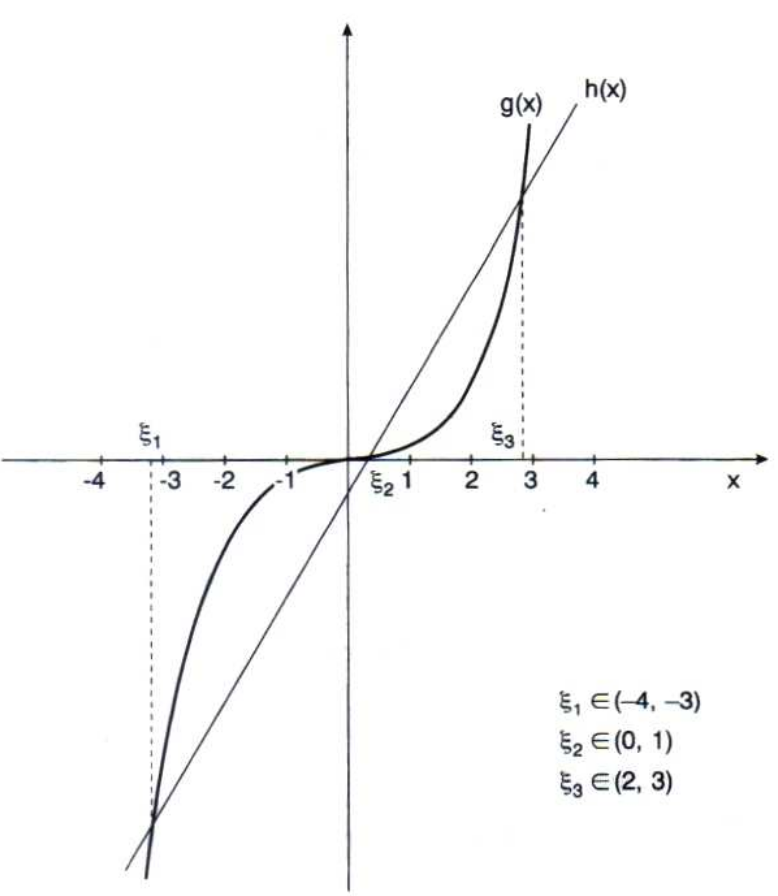 h(x)
g(x)
ξ₁ ξ₃
-4 -3 -2 -1 ξ₂ 1 2 3 4 x
ξ₁ ∈ (–4, –3)
ξ₂ ∈ (0, 1)
ξ₃ ∈ (2, 3)